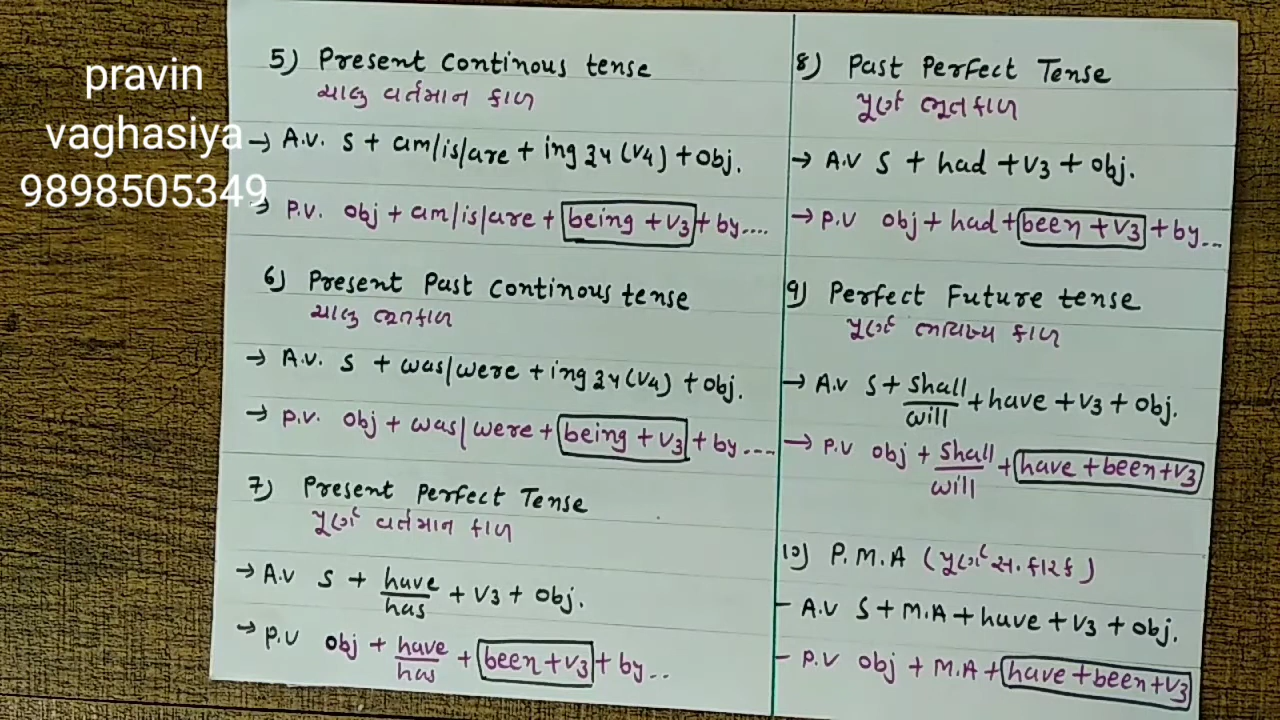 pravin
vaghasiya
9898505349
5) Present Continous tense
ચાલુ વર્તમાન કાળ
→ A.V. S + am/is/are + ing રૂપ (V4) + obj.
→ P.V. obj + am/is/are + being + V3 + by....
6) Present Past Continous tense
ચાલુ ભૂતકાળ
→ A.V. S + was/were + ing રૂપ (V4) + obj.
→ P.V. obj + was/were + being + V3 + by....
7) Present Perfect Tense
પૂર્ણ વર્તમાન કાળ
→ A.V S + have/has + V3 + obj.
→ P.V obj + have/has + been + V3 + by..
8) Past Perfect Tense
પૂર્ણ ભૂતકાળ
→ A.V S + had + V3 + obj.
→ P.V obj + had + been + V3 + by...
9) Perfect Future tense
પૂર્ણ ભવિષ્ય કાળ
→ A.V S + shall/will + have + V3 + obj.
→ P.V obj + shall/will + have + been + V3
10) P.M.A (પૂર્ણ સ.કારક)
- A.V S + M.A + have + V3 + obj.
- P.V obj + M.A + have + been + V3